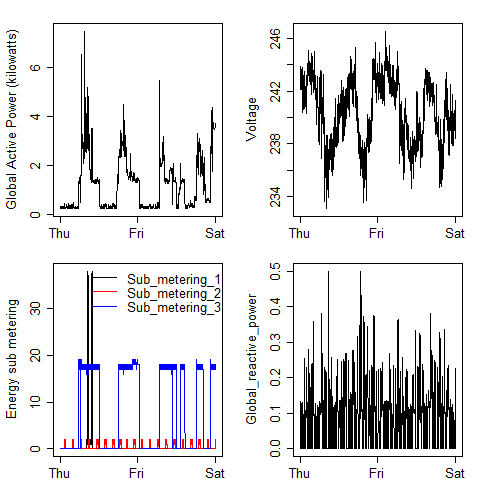 Global Active Power (kilowatts)
0 2 4 6
Thu Fri Sat
Voltage
234 238 242 246
Thu Fri Sat
Energy sub metering
0 10 20 30
Sub_metering_1
Sub_metering_2
Sub_metering_3
Thu Fri Sat
Global_reactive_power
0.0 0.1 0.2 0.3 0.4 0.5
Thu Fri Sat